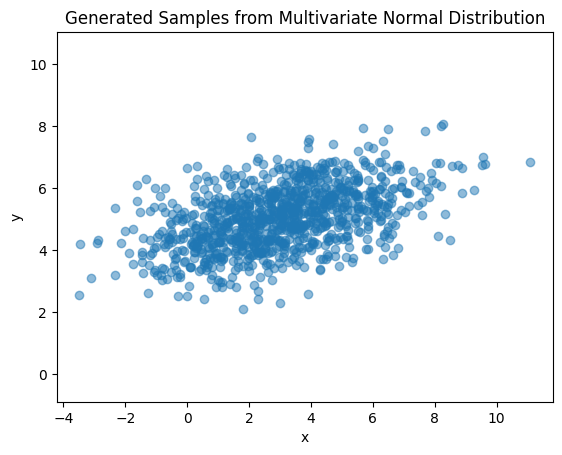 Generated Samples from Multivariate Normal Distribution
10
8
6
4
2
0
y
−4 −2 0 2 4 6 8 10
x